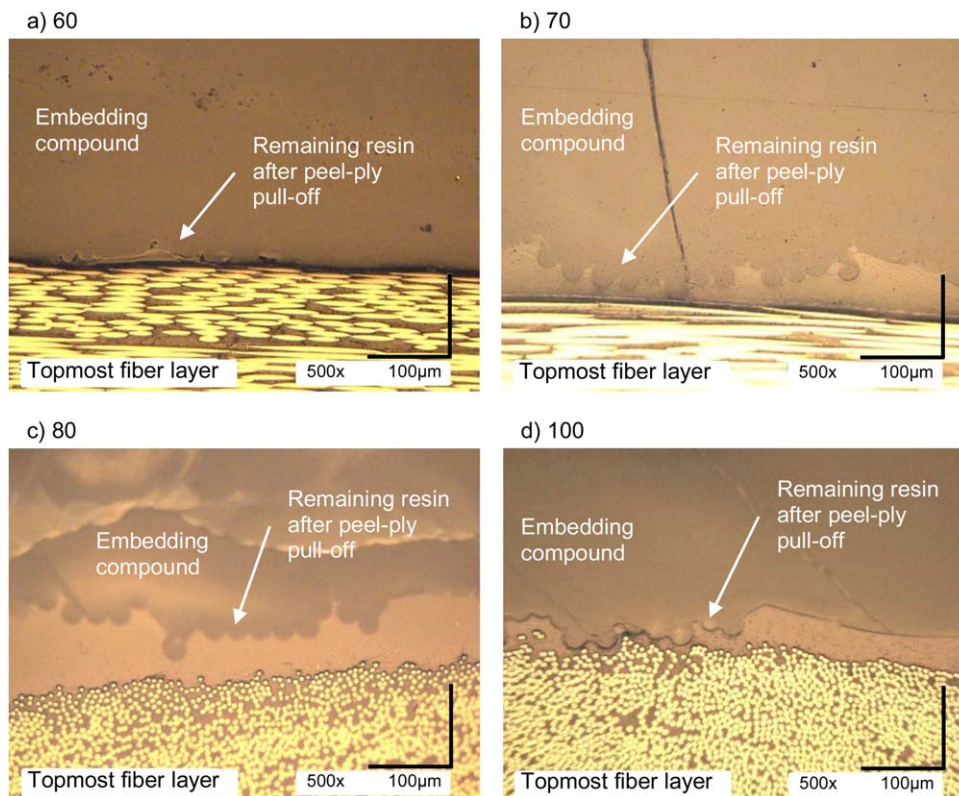 a) 60
Embedding
compound
Remaining resin
after peel-ply
pull-off
Topmost fiber layer
500x 100µm
b) 70
Embedding
compound
Remaining resin
after peel-ply
pull-off
Topmost fiber layer
500x 100µm
c) 80
Embedding
compound
Remaining resin
after peel-ply
pull-off
Topmost fiber layer
500x 100µm
d) 100
Embedding
compound
Remaining resin
after peel-ply
pull-off
Topmost fiber layer
500x 100µm